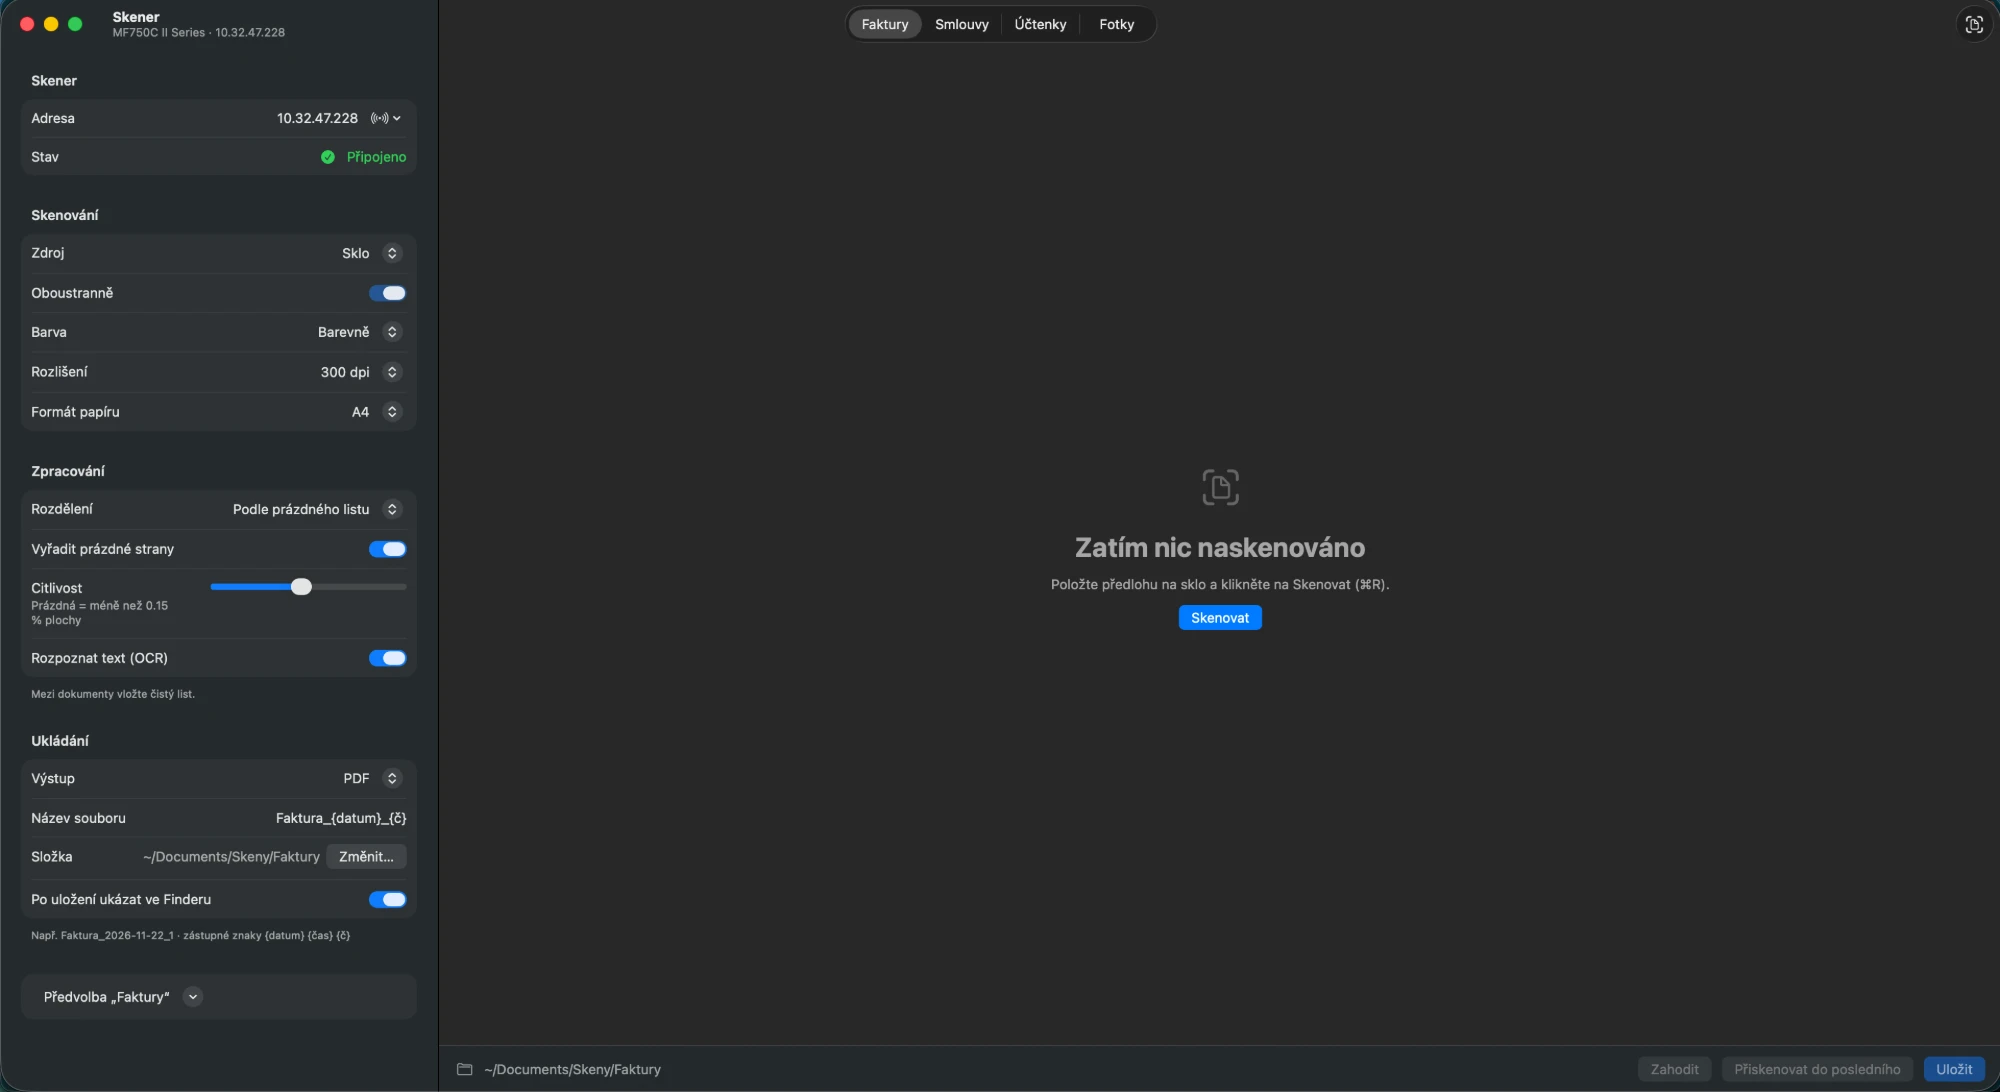 Skener
MF750C II Series · 10.32.47.228
Faktury
Smlouvy
Účtenky
Fotky
Skener
Adresa 10.32.47.228
Stav Připojeno
Skenování
Zdroj Sklo
Oboustranně
Barva Barevně
Rozlišení 300 dpi
Formát papíru A4
Zpracování
Rozdělení Podle prázdného listu
Vyřadit prázdné strany
Citlivost
Prázdná = méně než 0.15
% plochy
Rozpoznat text (OCR)
Mezi dokumenty vložte čistý list.
Ukládání
Výstup PDF
Název souboru Faktura_{datum}_{č}
Složka ~/Documents/Skeny/Faktury Změnit...
Po uložení ukázat ve Finderu
Např. Faktura_2026-11-22_1 · zástupné znaky {datum} {čas} {č}
Předvolba „Faktury“
Zatím nic naskenováno
Položte předlohu na sklo a klikněte na Skenovat (⌘R).
Skenovat
~/Documents/Skeny/Faktury
Zahodit
Přiskenovat do posledního
Uložit